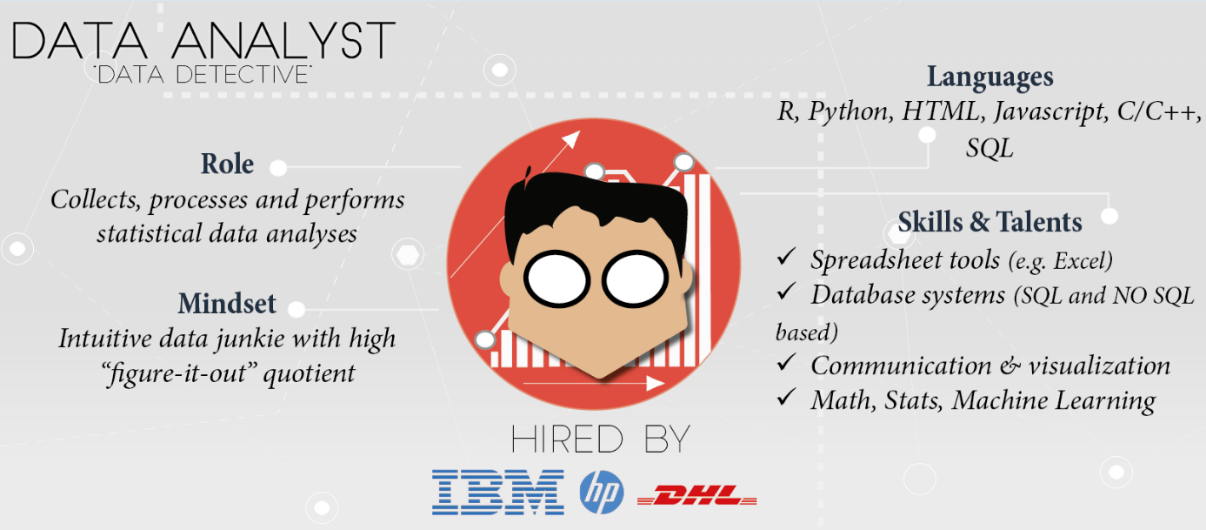 DATA ANALYST
'DATA DETECTIVE'
Role
Collects, processes and performs
statistical data analyses
Mindset
Intuitive data junkie with high
“figure-it-out” quotient
Languages
R, Python, HTML, Javascript, C/C++,
SQL
Skills & Talents
✓ Spreadsheet tools (e.g. Excel)
✓ Database systems (SQL and NO SQL
based)
✓ Communication & visualization
✓ Math, Stats, Machine Learning
HIRED BY
IBM hp DHL